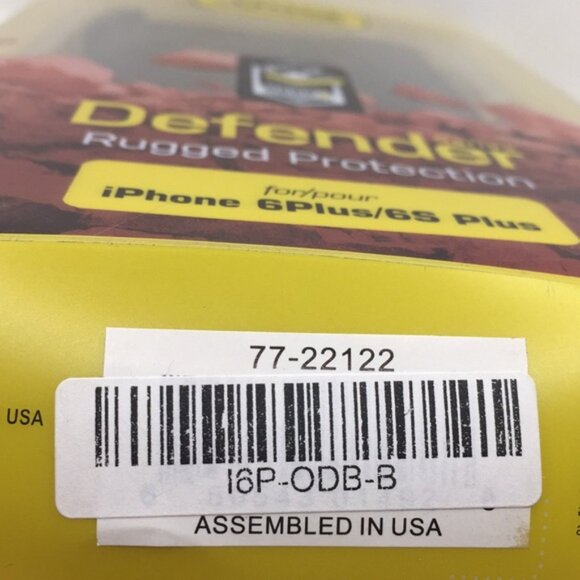 Defender
Rugged Protection
for/pour
iPhone 6Plus/6S Plus
77-22122
USA
I6P-ODB-B
ASSEMBLED IN USA